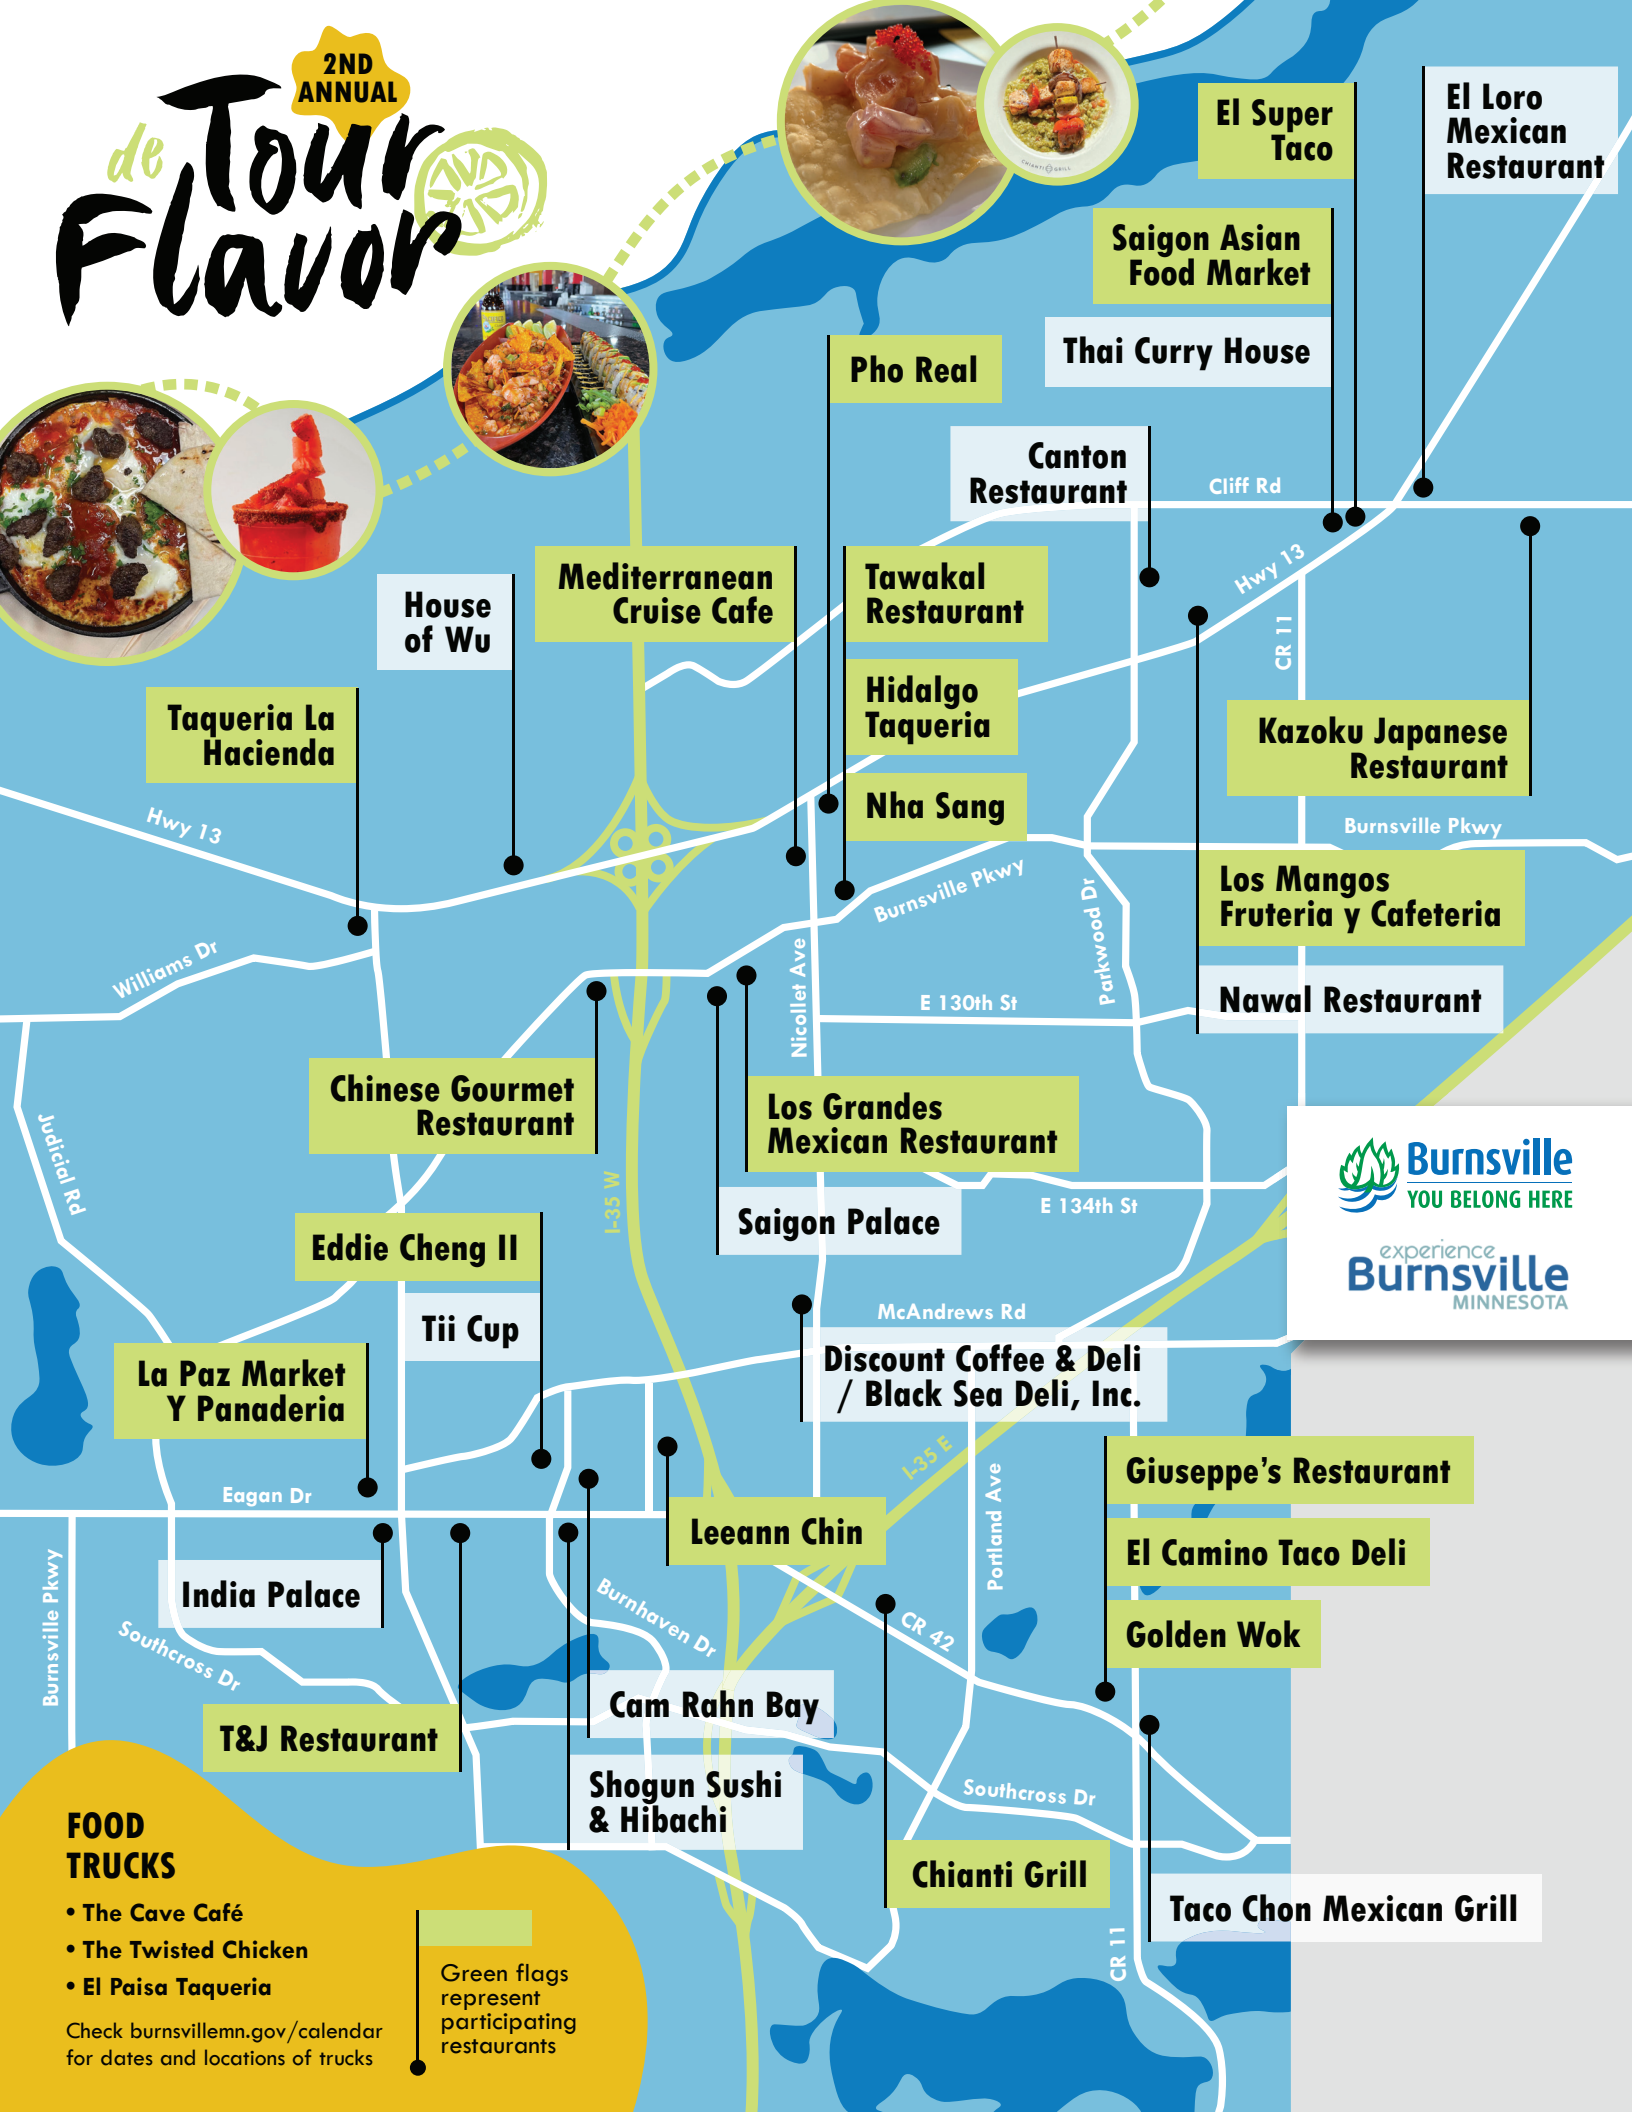 2ND
ANNUAL
Tour
de
Flavor
CHIANTI GRILL
El Super
Taco
El Loro
Mexican
Restaurant
Saigon Asian
Food Market
Thai Curry House
Pho Real
Canton
Restaurant
Cliff Rd
Hwy 13
CR 11
Mediterranean
Cruise Cafe
Tawakal
Restaurant
House
of Wu
Hidalgo
Taqueria
Taqueria La
Hacienda
Kazoku Japanese
Restaurant
Nha Sang
Hwy 13
Burnsville Pkwy
Burnsville Pkwy
Los Mangos
Fruteria y Cafeteria
Parkwood Dr
Williams Dr
Nicollet Ave
E 130th St
Nawal Restaurant
Chinese Gourmet
Restaurant
Los Grandes
Mexican Restaurant
Judicial Rd
I-35 W
E 134th St
Saigon Palace
Burnsville
YOU BELONG HERE
experience
Burnsville
MINNESOTA
Eddie Cheng II
Tii Cup
McAndrews Rd
Discount Coffee & Deli
/ Black Sea Deli, Inc.
La Paz Market
Y Panaderia
I-35 E
Giuseppe's Restaurant
Eagan Dr
Leeann Chin
Portland Ave
El Camino Taco Deli
India Palace
Burnsville Pkwy
Southcross Dr
Burnhaven Dr
CR 42
Golden Wok
Cam Rahn Bay
T&J Restaurant
Shogun Sushi
& Hibachi
Southcross Dr
Chianti Grill
Taco Chon Mexican Grill
CR 11
FOOD
TRUCKS
• The Cave Café
• The Twisted Chicken
• El Paisa Taqueria
Check burnsvillemn.gov/calendar
for dates and locations of trucks
Green flags
represent
participating
restaurants